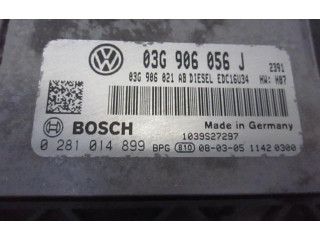 03G 906 056 J 2391
03G 906 021 AB DIESEL EDC16U34 HW: H07
BOSCH Made in Germany
1039S27297
0 281 014 899 BPG 610 08-03-05 1142 0300